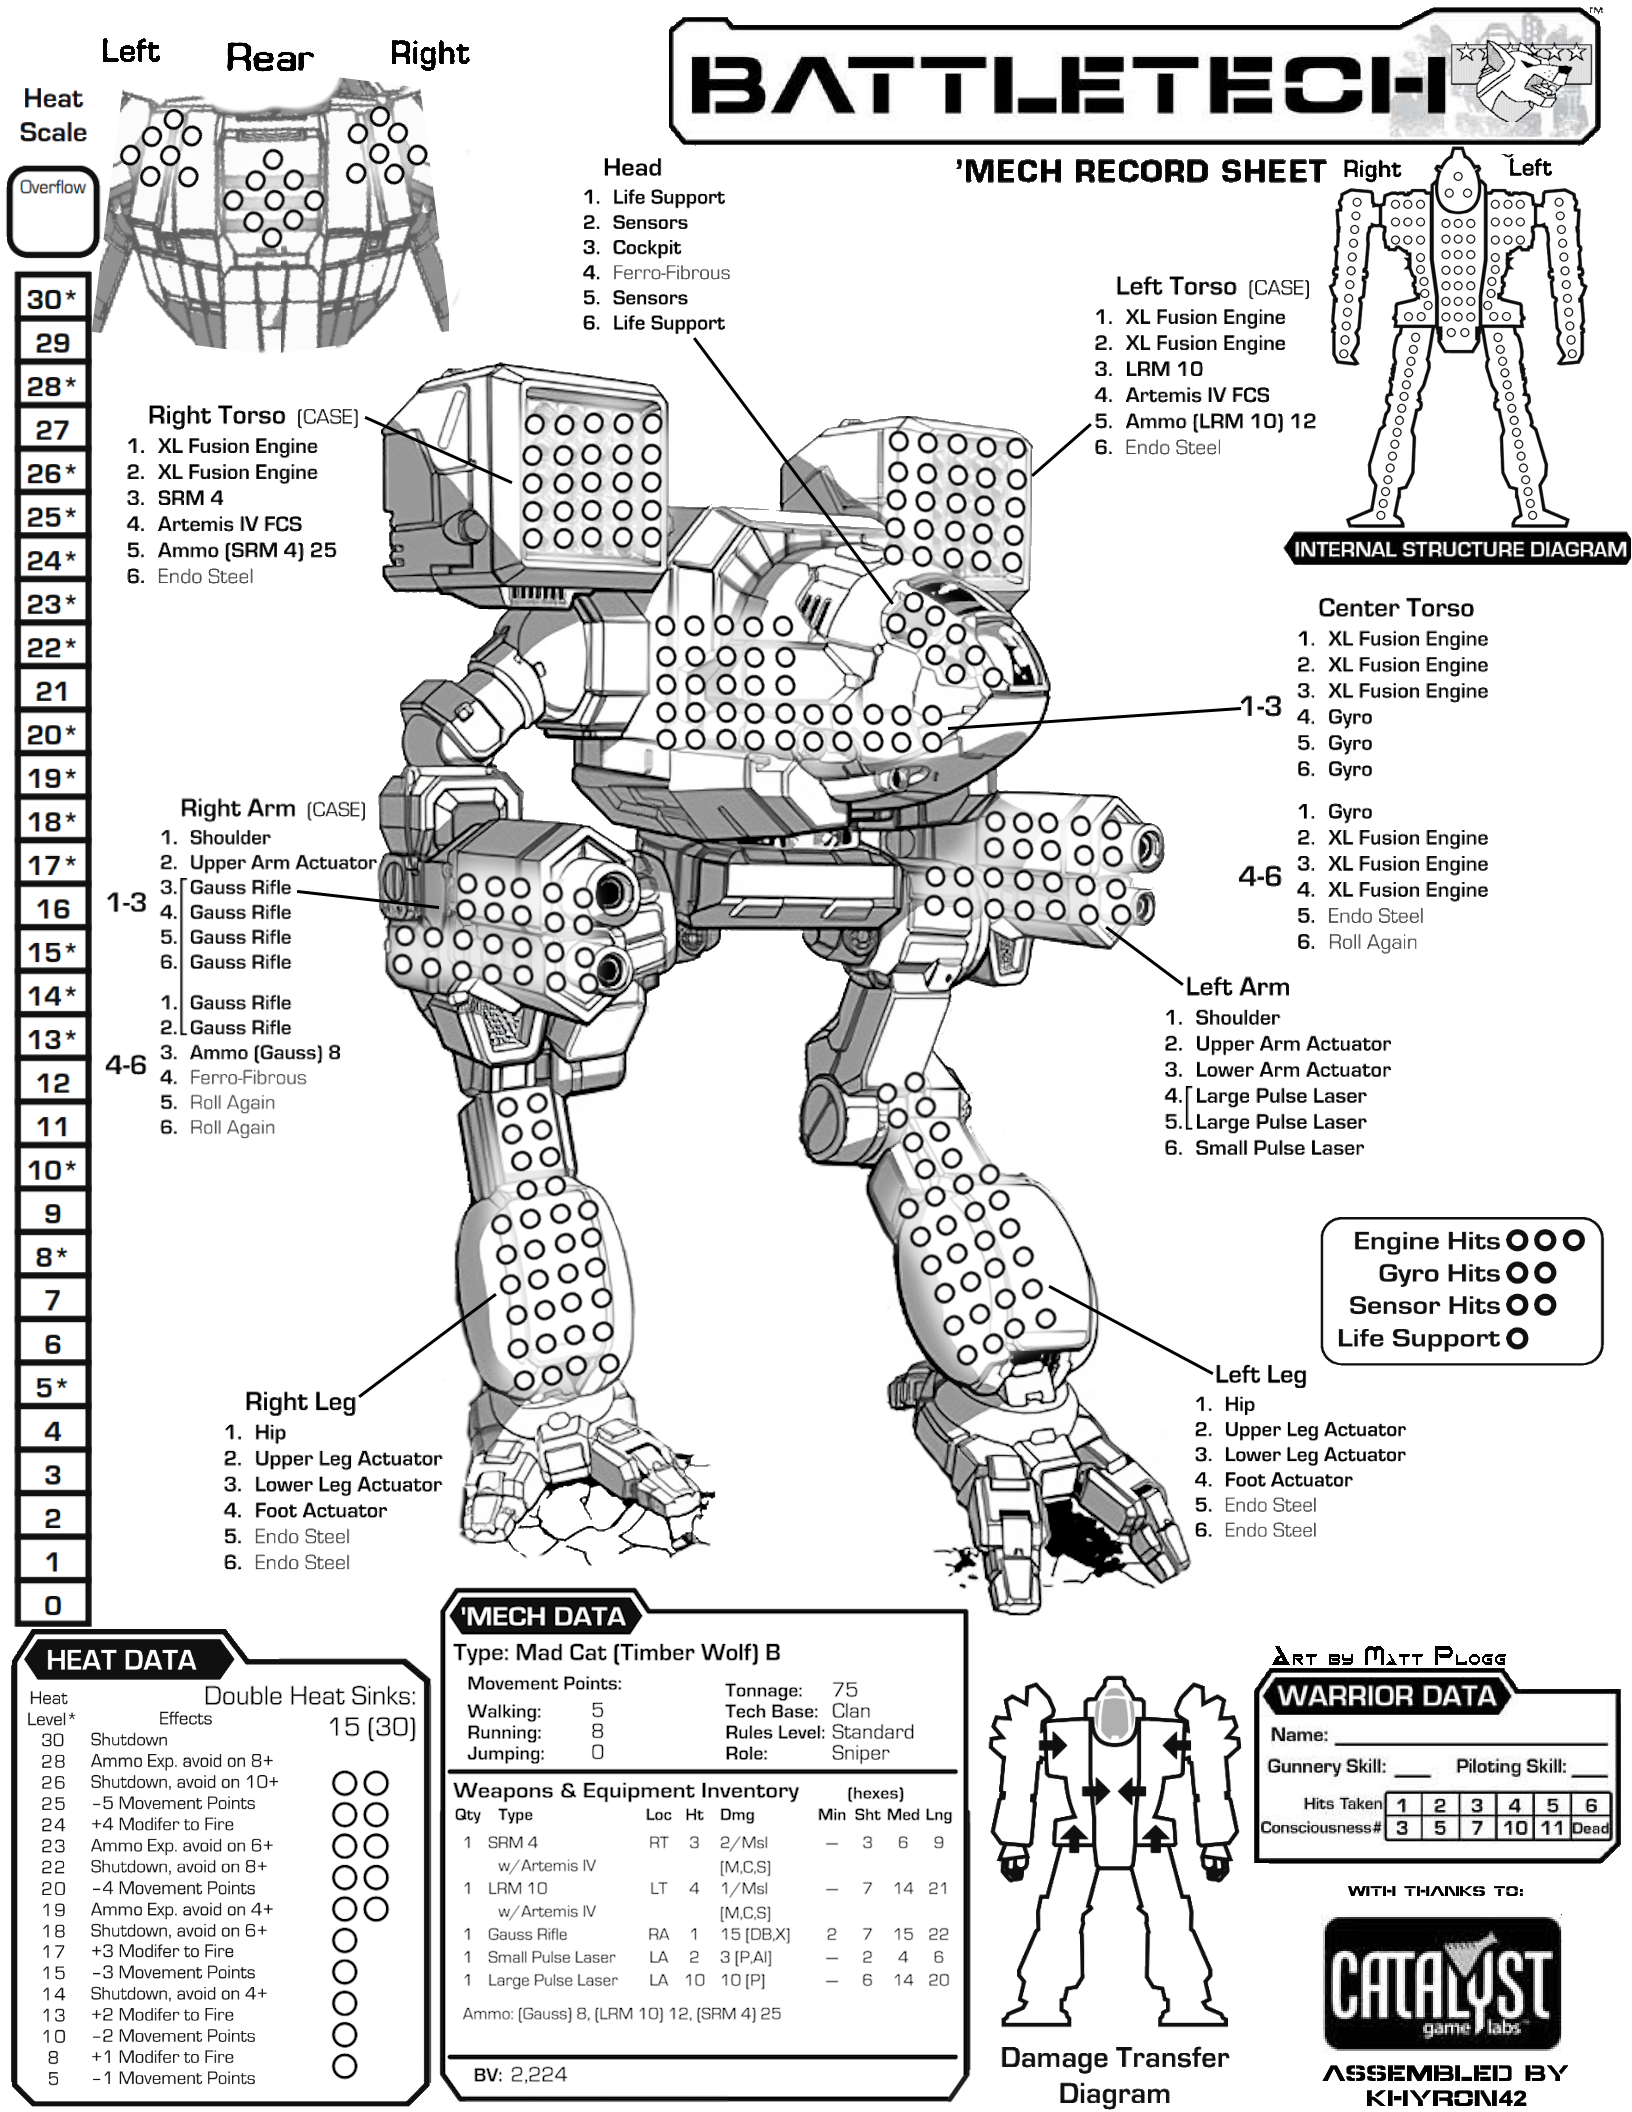 BATTLETECH™
'MECH RECORD SHEET
Left Rear Right
Heat
Scale
Overflow
30*
29
28*
27
26*
25*
24*
23*
22*
21
20*
19*
18*
17*
16
15*
14*
13*
12
11
10*
9
8*
7
6
5*
4
3
2
1
0
Head
1. Life Support
2. Sensors
3. Cockpit
4. Ferro-Fibrous
5. Sensors
6. Life Support
Right Left
INTERNAL STRUCTURE DIAGRAM
Left Torso (CASE)
1. XL Fusion Engine
2. XL Fusion Engine
3. LRM 10
4. Artemis IV FCS
5. Ammo (LRM 10) 12
6. Endo Steel
Right Torso (CASE)
1. XL Fusion Engine
2. XL Fusion Engine
3. SRM 4
4. Artemis IV FCS
5. Ammo (SRM 4) 25
6. Endo Steel
Center Torso
1-3
1. XL Fusion Engine
2. XL Fusion Engine
3. XL Fusion Engine
4. Gyro
5. Gyro
6. Gyro
4-6
1. Gyro
2. XL Fusion Engine
3. XL Fusion Engine
4. XL Fusion Engine
5. Endo Steel
6. Roll Again
Right Arm (CASE)
1-3
1. Shoulder
2. Upper Arm Actuator
3. Gauss Rifle
4. Gauss Rifle
5. Gauss Rifle
6. Gauss Rifle
4-6
1. Gauss Rifle
2. Gauss Rifle
3. Ammo (Gauss) 8
4. Ferro-Fibrous
5. Roll Again
6. Roll Again
Left Arm
1. Shoulder
2. Upper Arm Actuator
3. Lower Arm Actuator
4. Large Pulse Laser
5. Large Pulse Laser
6. Small Pulse Laser
Engine Hits
Gyro Hits
Sensor Hits
Life Support
Right Leg
1. Hip
2. Upper Leg Actuator
3. Lower Leg Actuator
4. Foot Actuator
5. Endo Steel
6. Endo Steel
Left Leg
1. Hip
2. Upper Leg Actuator
3. Lower Leg Actuator
4. Foot Actuator
5. Endo Steel
6. Endo Steel
HEAT DATA
Heat
Level* Effects
Double Heat Sinks:
15 (30)
30 Shutdown
28 Ammo Exp. avoid on 8+
26 Shutdown, avoid on 10+
25 -5 Movement Points
24 +4 Modifer to Fire
23 Ammo Exp. avoid on 6+
22 Shutdown, avoid on 8+
20 -4 Movement Points
19 Ammo Exp. avoid on 4+
18 Shutdown, avoid on 6+
17 +3 Modifer to Fire
15 -3 Movement Points
14 Shutdown, avoid on 4+
13 +2 Modifer to Fire
10 -2 Movement Points
8 +1 Modifer to Fire
5 -1 Movement Points
'MECH DATA
Type: Mad Cat (Timber Wolf) B
Movement Points:
Walking: 5
Running: 8
Jumping: 0
Tonnage: 75
Tech Base: Clan
Rules Level: Standard
Role: Sniper
Weapons & Equipment Inventory (hexes)
Qty Type Loc Ht Dmg Min Sht Med Lng
1 SRM 4 RT 3 2/Msl — 3 6 9
w/Artemis IV [M,C,S]
1 LRM 10 LT 4 1/Msl — 7 14 21
w/Artemis IV [M,C,S]
1 Gauss Rifle RA 1 15 [DB,X] 2 7 15 22
1 Small Pulse Laser LA 2 3 [P,AI] — 2 4 6
1 Large Pulse Laser LA 10 10 [P] — 6 14 20
Ammo: (Gauss) 8, (LRM 10) 12, (SRM 4) 25
BV: 2,224
Damage Transfer
Diagram
ART BY MATT PLOGG
WARRIOR DATA
Name:
Gunnery Skill: Piloting Skill:
Hits Taken 1 2 3 4 5 6
Consciousness# 3 5 7 10 11 Dead
WITH THANKS TO:
CATALYST
game labs™
ASSEMBLED BY
KHYRON42